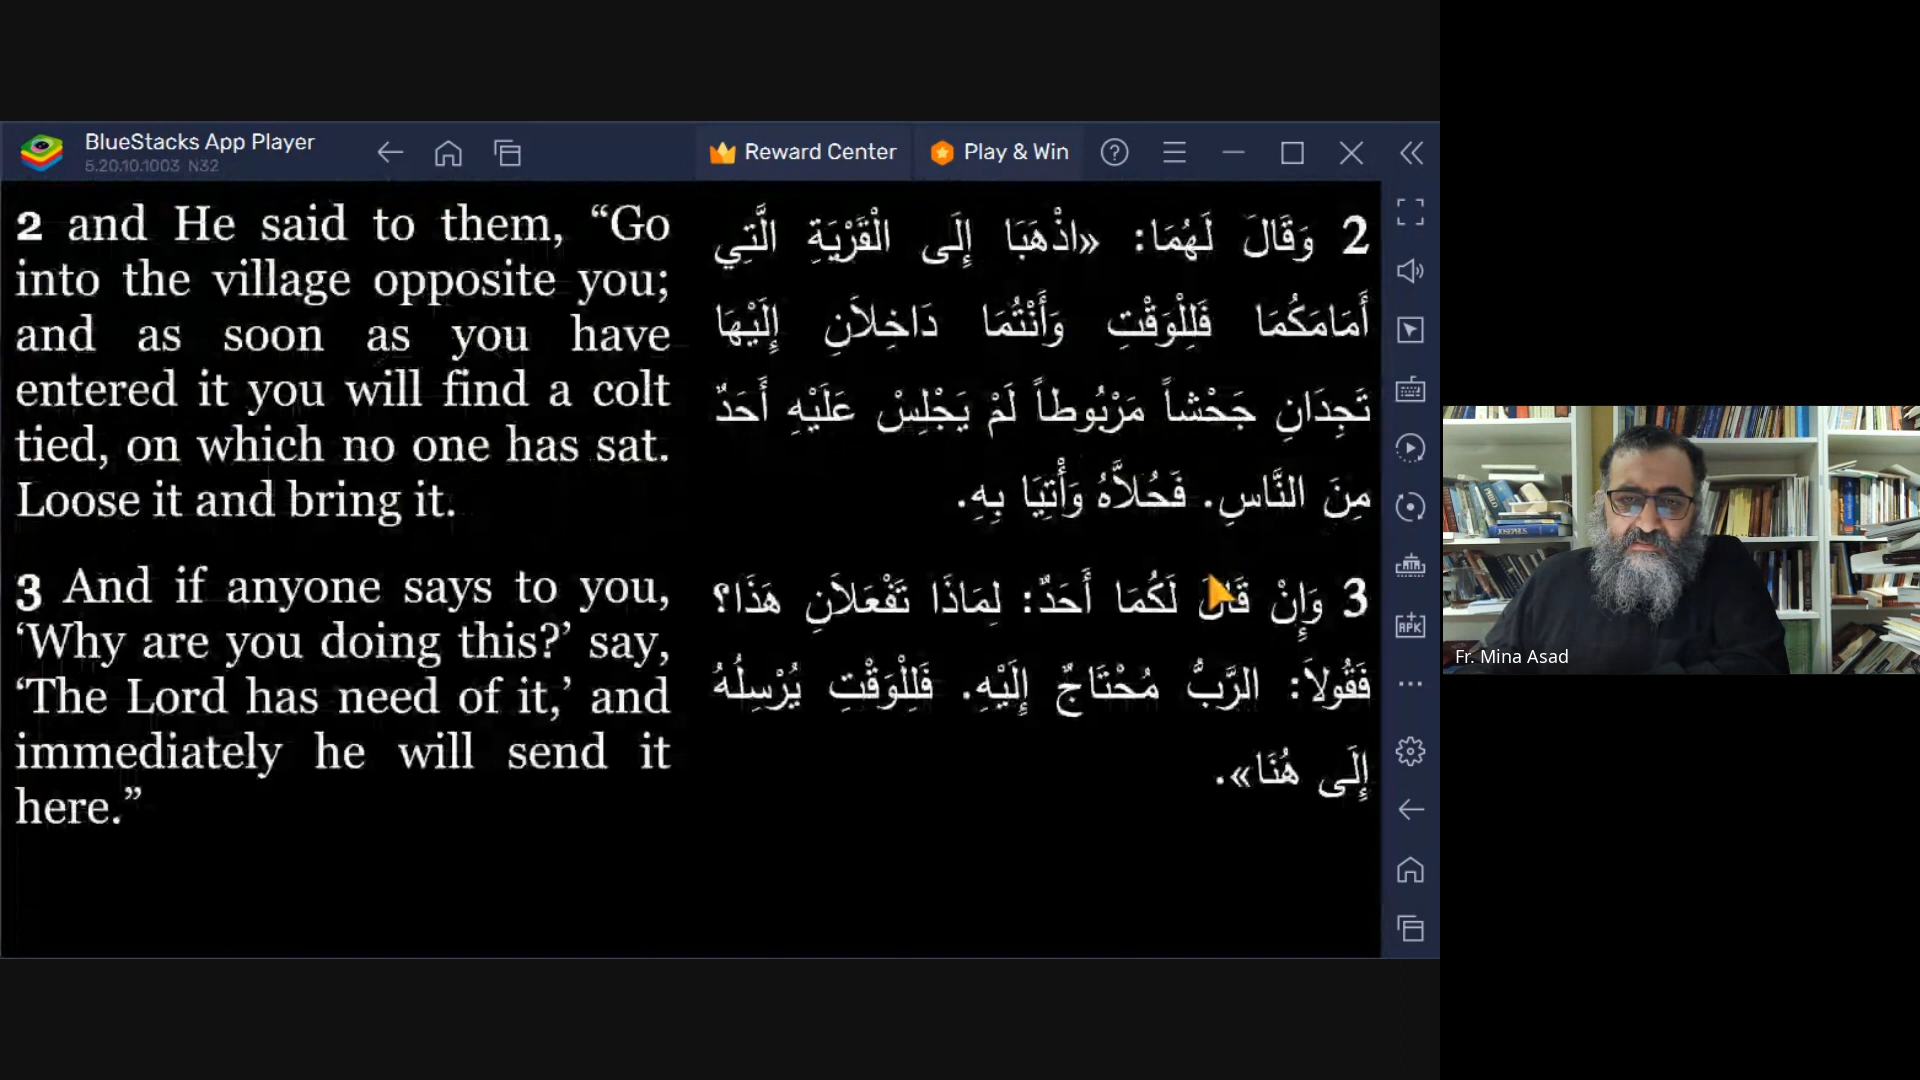 BlueStacks App Player
5.20.10.1003 N32
Reward Center
Play & Win
2 and He said to them, “Go
into the village opposite you;
and as soon as you have
entered it you will find a colt
tied, on which no one has sat.
Loose it and bring it.
3 And if anyone says to you,
‘Why are you doing this?’ say,
‘The Lord has need of it,’ and
immediately he will send it
here.”
2 وَقَالَ لَهُمَا: «اذْهَبَا إِلَى الْقَرْيَةِ الَّتِي
أَمَامَكُمَا فَلِلْوَقْتِ وَأَنْتُمَا دَاخِلاَنِ إِلَيْهَا
تَجِدَانِ جَحْشاً مَرْبُوطاً لَمْ يَجْلِسْ عَلَيْهِ أَحَدٌ
مِنَ النَّاسِ. فَحُلاَّهُ وَأْتِيَا بِهِ.
3 وَإِنْ قَالَ لَكُمَا أَحَدٌ: لِمَاذَا تَفْعَلاَنِ هَذَا؟
فَقُولاَ: الرَّبُّ مُحْتَاجٌ إِلَيْهِ. فَلِلْوَقْتِ يُرْسِلُهُ
إِلَى هُنَا».
APK
Fr. Mina Asad